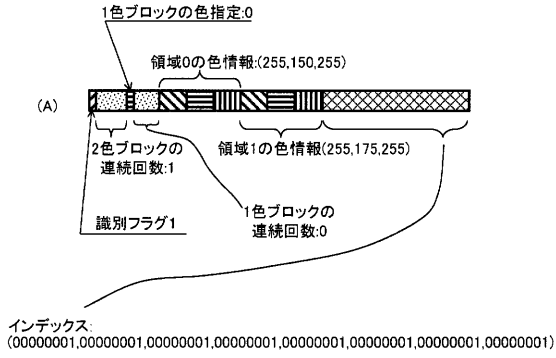 1色ブロックの色指定:0
領域0の色情報:(255,150,255)
(A)
2色ブロックの
連続回数:1
領域1の色情報(255,175,255)
1色ブロックの
連続回数:0
識別フラグ1
インデックス:
(00000001,00000001,00000001,00000001,00000001,00000001,00000001,00000001)